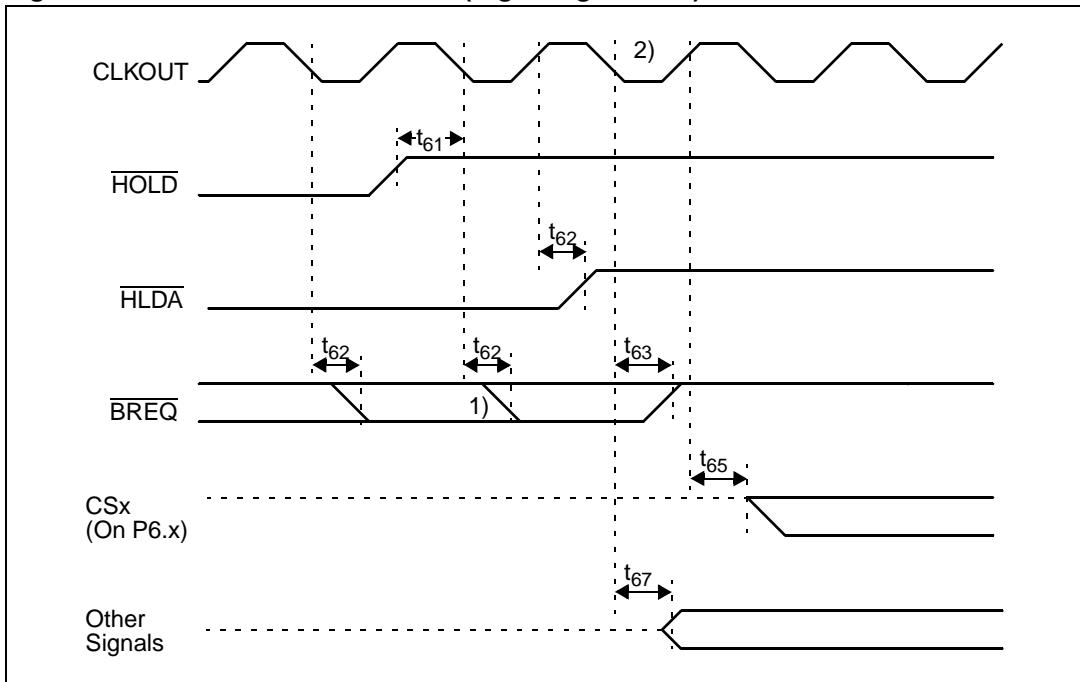 CLKOUT
2)
t61
HOLD
t62
HLDA
t62
t62
t63
BREQ
1)
t65
CSx
(On P6.x)
t67
Other
Signals